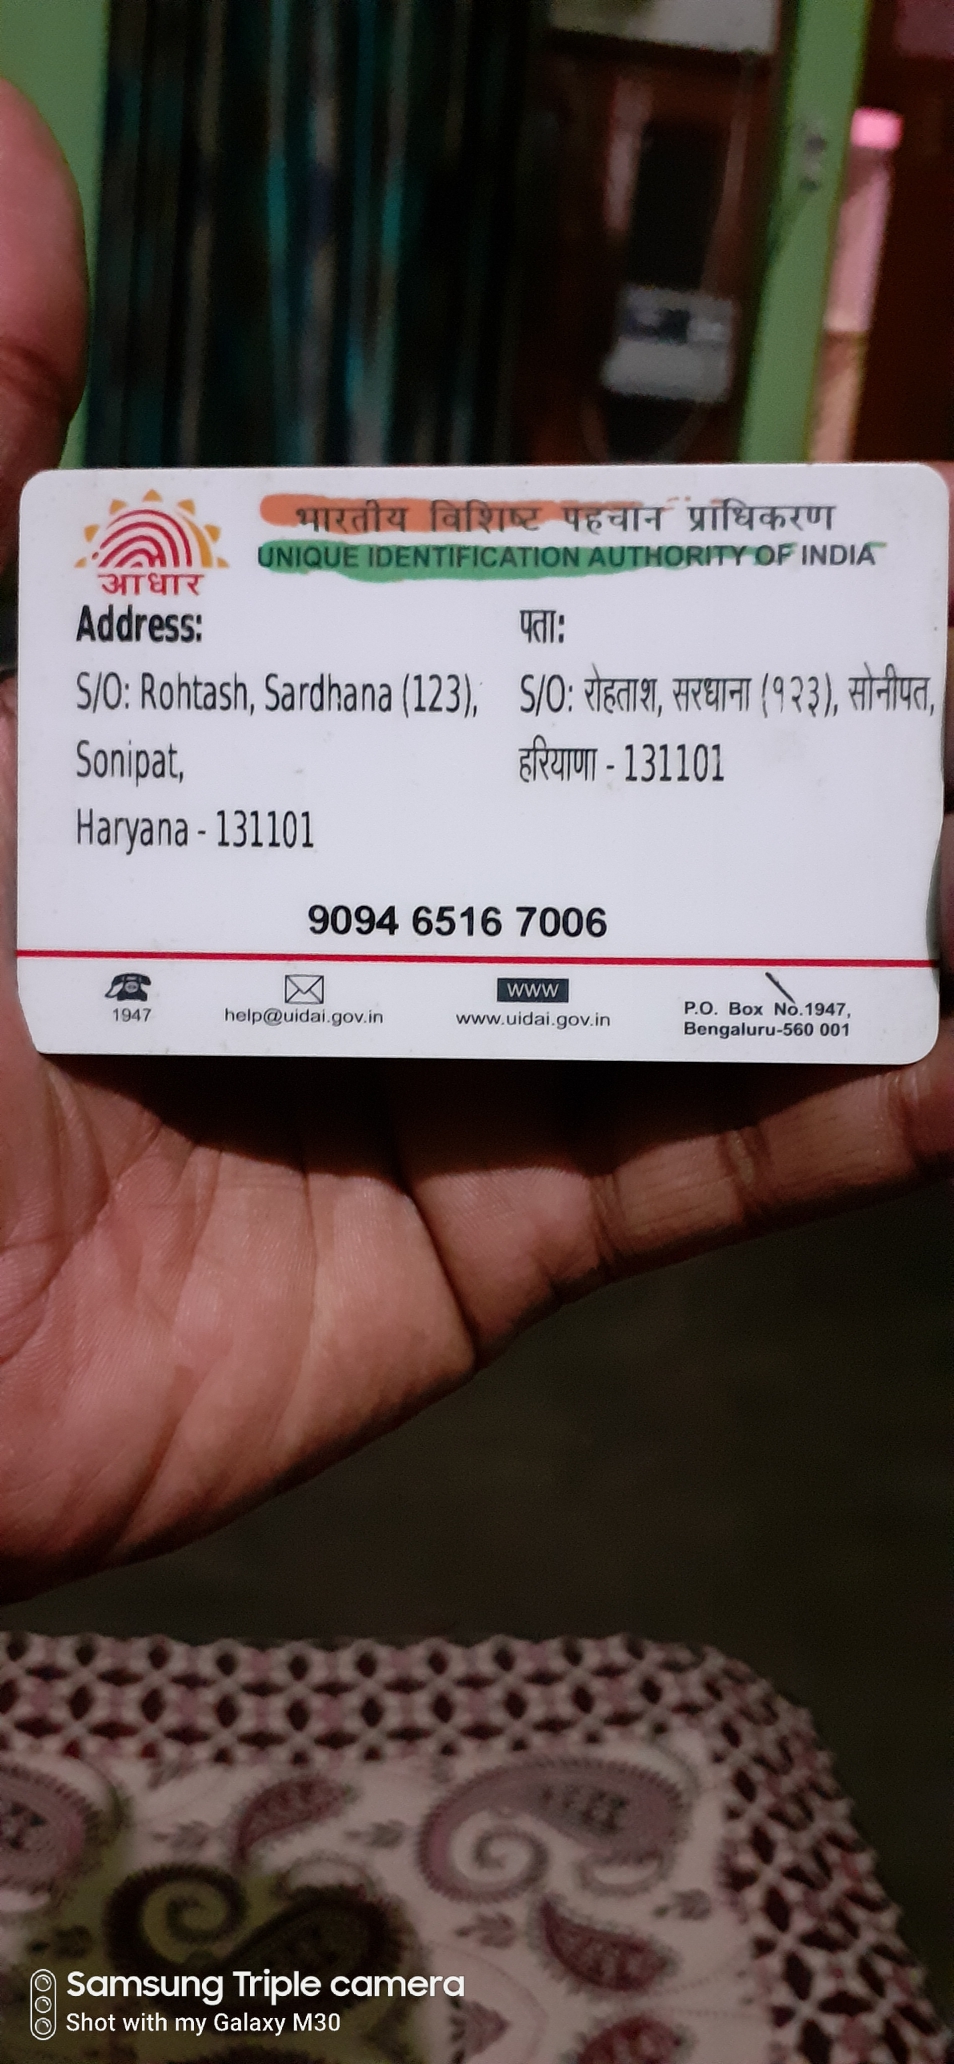 भारतीय विशिष्ट पहचान प्राधिकरण
UNIQUE IDENTIFICATION AUTHORITY OF INDIA
आधार
Address:
S/O: Rohtash, Sardhana (123),
Sonipat,
Haryana - 131101
पता:
S/O: रोहताश, सरधाना (१२३), सोनीपत,
हरियाणा - 131101
9094 6516 7006
1947
help@uidai.gov.in
www
www.uidai.gov.in
P.O. Box No.1947,
Bengaluru-560 001
Samsung Triple camera
Shot with my Galaxy M30